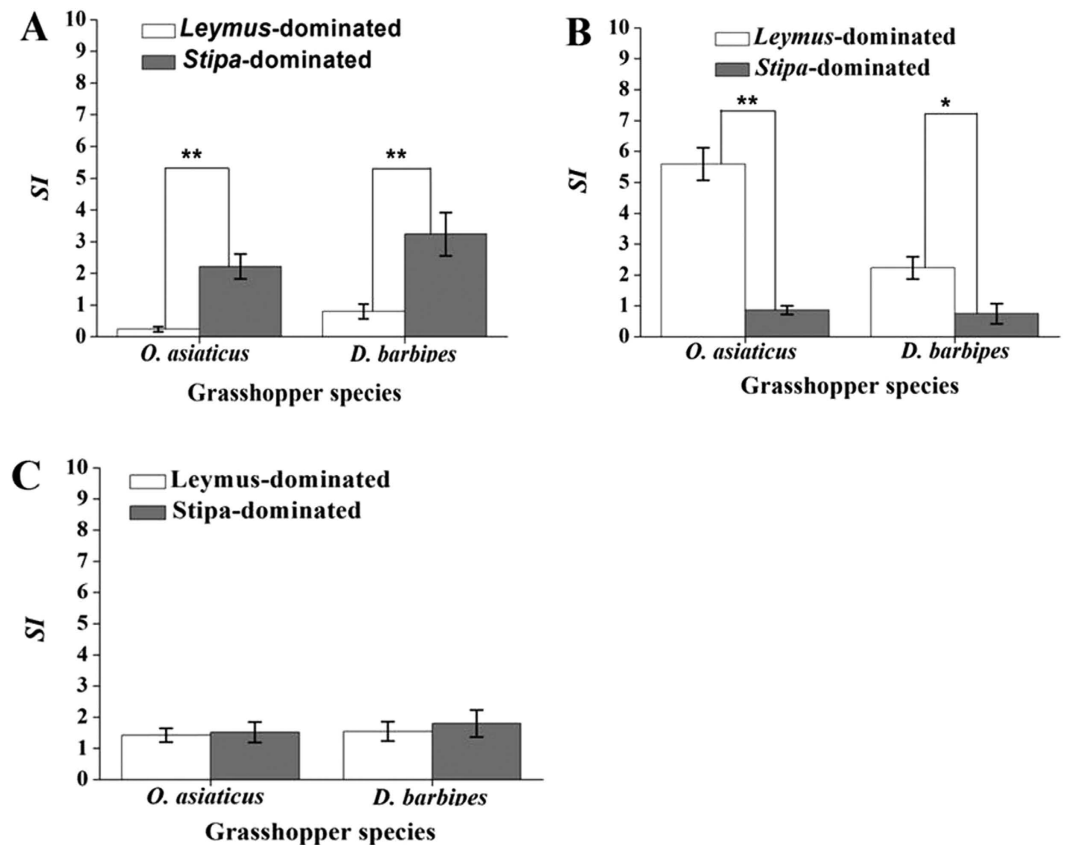 A
10
9
8
7
6
5
4
3
2
1
0
SI
Leymus-dominated
Stipa-dominated
**
**
O. asiaticus
D. barbipes
Grasshopper species
B
10
9
8
7
6
5
4
3
2
1
0
SI
Leymus-dominated
Stipa-dominated
**
*
O. asiaticus
D. barbipes
Grasshopper species
C
10
9
8
7
6
5
4
3
2
1
0
SI
Leymus-dominated
Stipa-dominated
O. asiaticus
D. barbipes
Grasshopper species